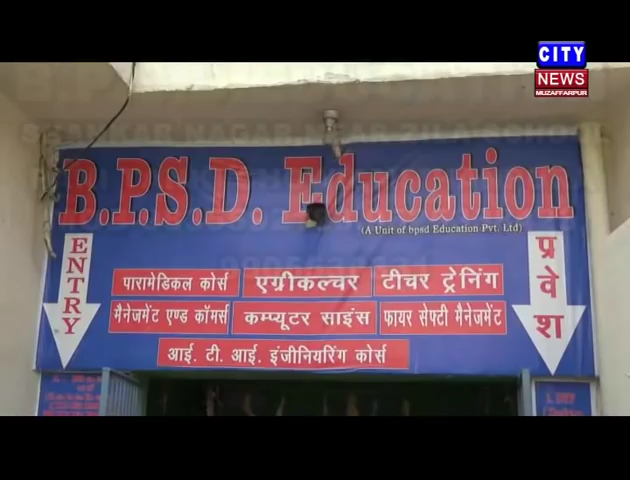 CITY
NEWS
MUZAFFARPUR
B.P.S.D. Education
(A Unit of bpsd Education Pvt. Ltd)
ENTRY
प्रवेश
पारामेडिकल कोर्स एग्रीकल्चर टीचर ट्रेनिंग
मैनेजमेंट एण्ड कॉमर्स कम्प्यूटर साइंस फायर सेफ्टी मैनेजमेंट
आई. टी. आई. इंजीनियरिंग कोर्स